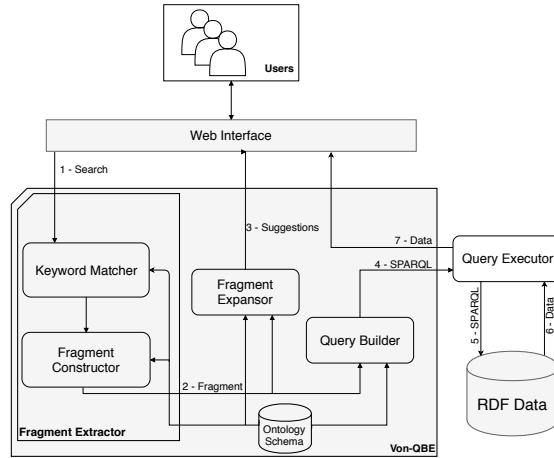 Users
Web Interface
1 - Search
3 - Suggestions
7 - Data
4 - SPARQL
Keyword Matcher
Fragment
Expansor
Query Executor
Fragment
Constructor
Query Builder
5 - SPARQL
6 - Data
2 - Fragment
RDF Data
Ontology
Schema
Fragment Extractor
Von-QBE